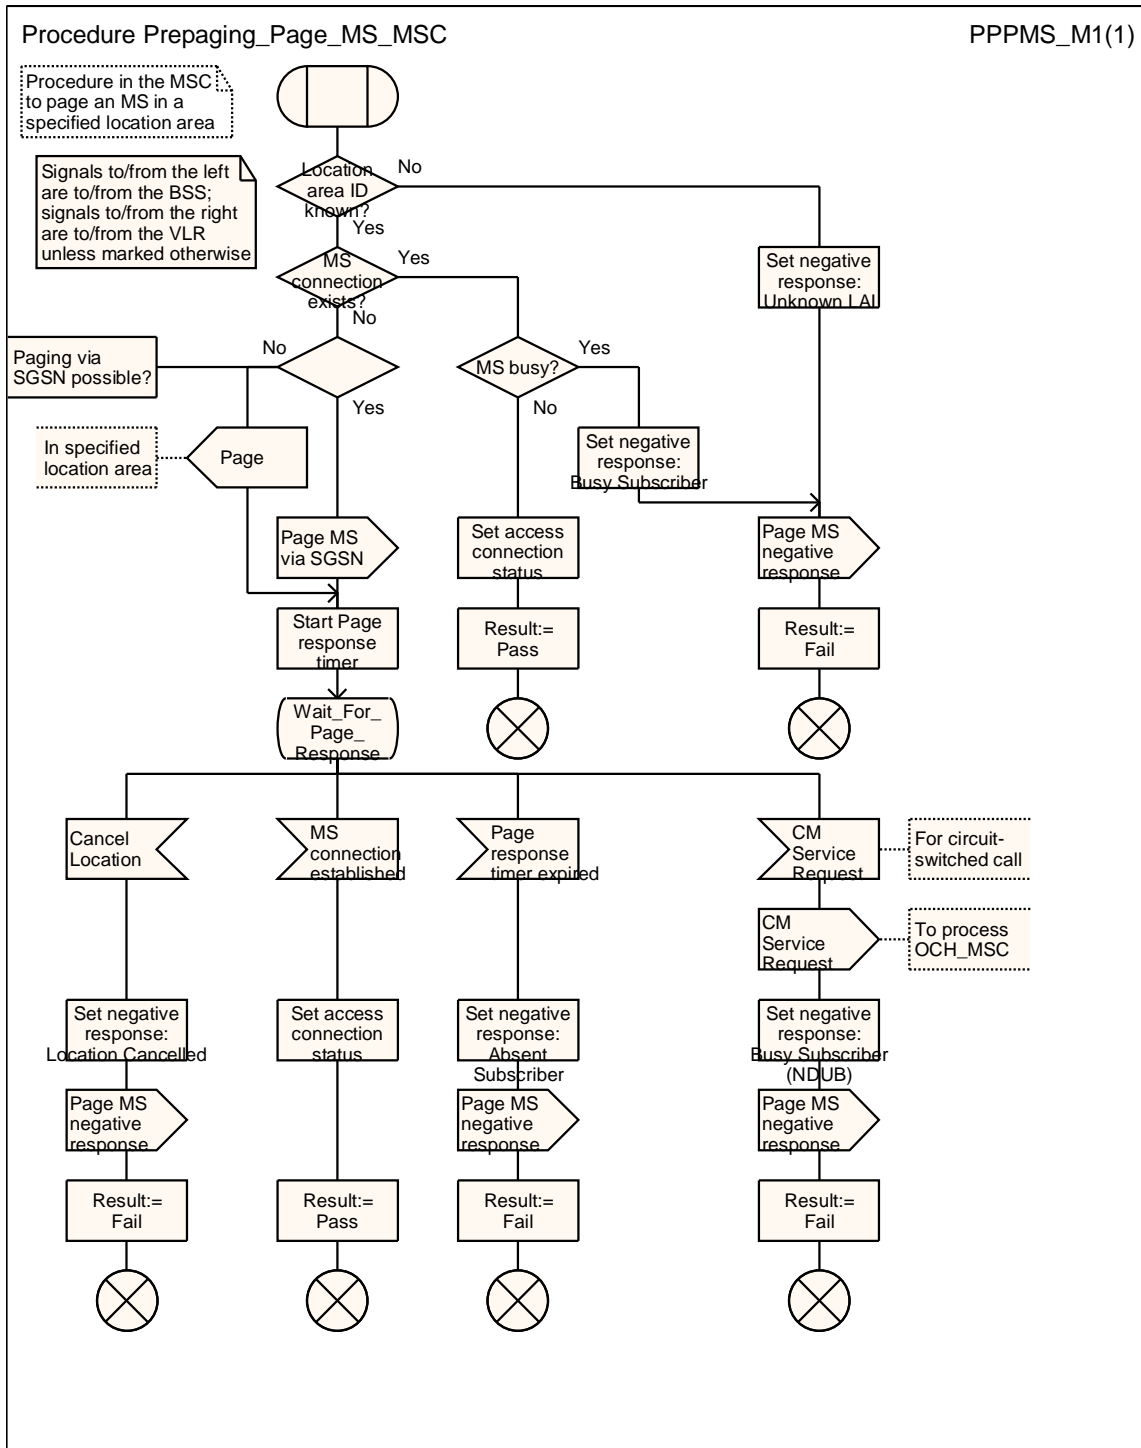 Procedure Prepaging_Page_MS_MSC
PPPMS_M1(1)
Procedure in the MSC
to page an MS in a
specified location area
Signals to/from the left
are to/from the BSS;
signals to/from the right
are to/from the VLR
unless marked otherwise
Location
area ID
known?
No
Yes
MS
connection
exists?
Yes
No
Set negative
response:
Unknown LAI
Paging via
SGSN possible?
No
Yes
MS busy?
Yes
No
In specified
location area
Page
Set negative
response:
Busy Subscriber
Page MS
via SGSN
Set access
connection
status
Page MS
negative
response
Start Page
response
timer
Result:=
Pass
Result:=
Fail
Wait_For_
Page_
Response
Cancel
Location
MS
connection
established
Page
response
timer expired
CM
Service
Request
For circuit-
switched call
CM
Service
Request
To process
OCH_MSC
Set negative
response:
Location Cancelled
Set access
connection
status
Set negative
response:
Absent
Subscriber
Set negative
response:
Busy Subscriber
(NDUB)
Page MS
negative
response
Page MS
negative
response
Page MS
negative
response
Result:=
Fail
Result:=
Pass
Result:=
Fail
Result:=
Fail